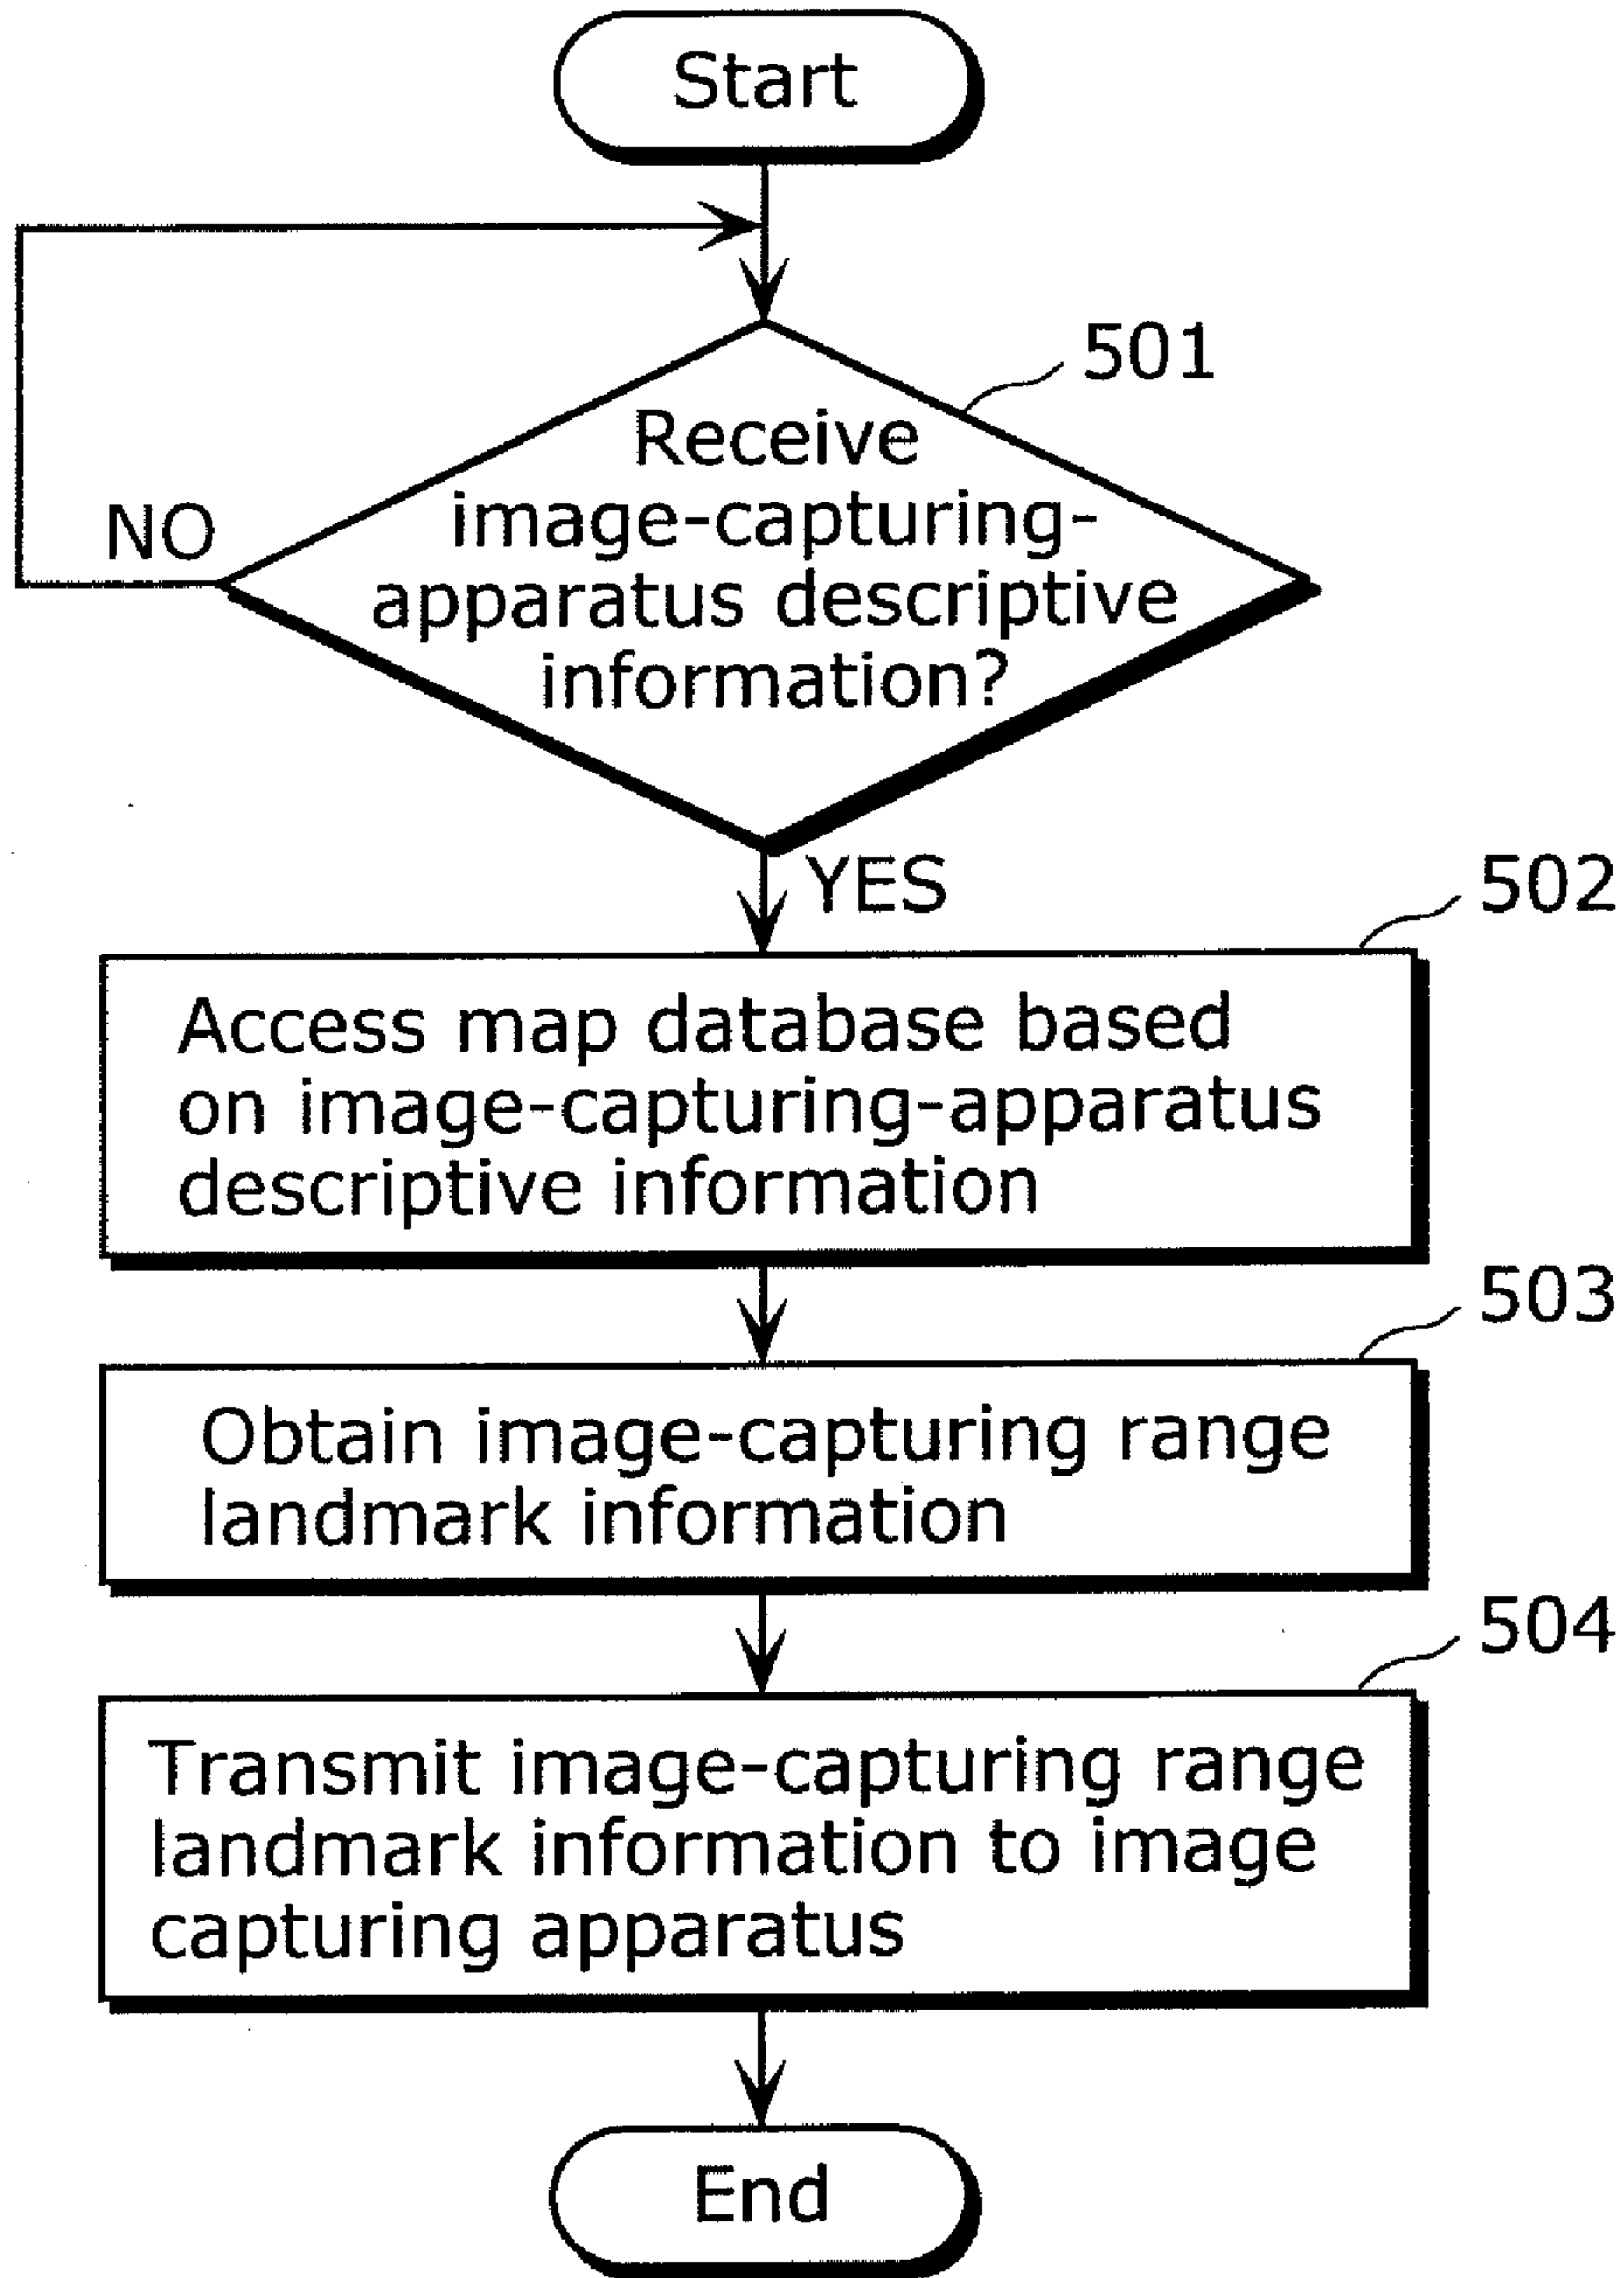 Start
501
Receive
image-capturing-
apparatus descriptive
information?
NO
YES
502
Access map database based
on image-capturing-apparatus
descriptive information
503
Obtain image-capturing range
landmark information
504
Transmit image-capturing range
landmark information to image
capturing apparatus
End